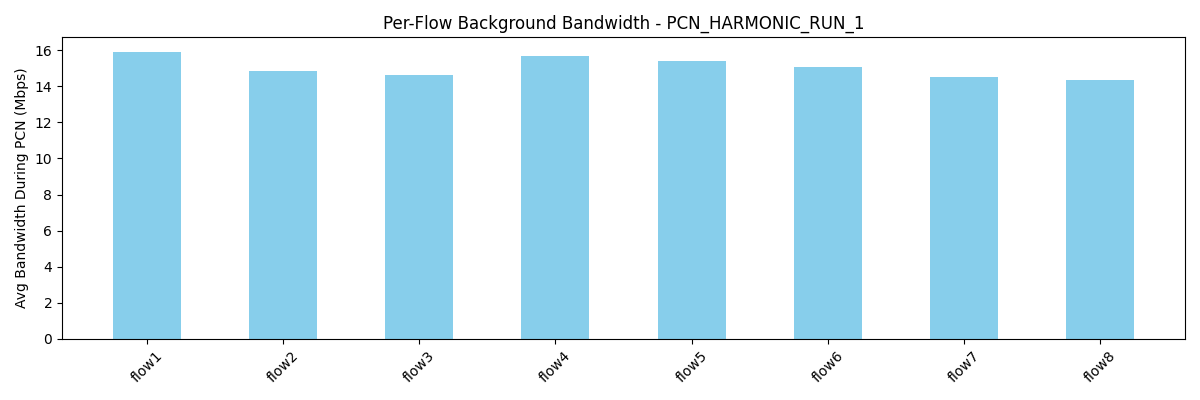 Per-Flow Background Bandwidth - PCN_HARMONIC_RUN_1
Avg Bandwidth During PCN (Mbps)
16
14
12
10
8
6
4
2
0
flow1
flow2
flow3
flow4
flow5
flow6
flow7
flow8